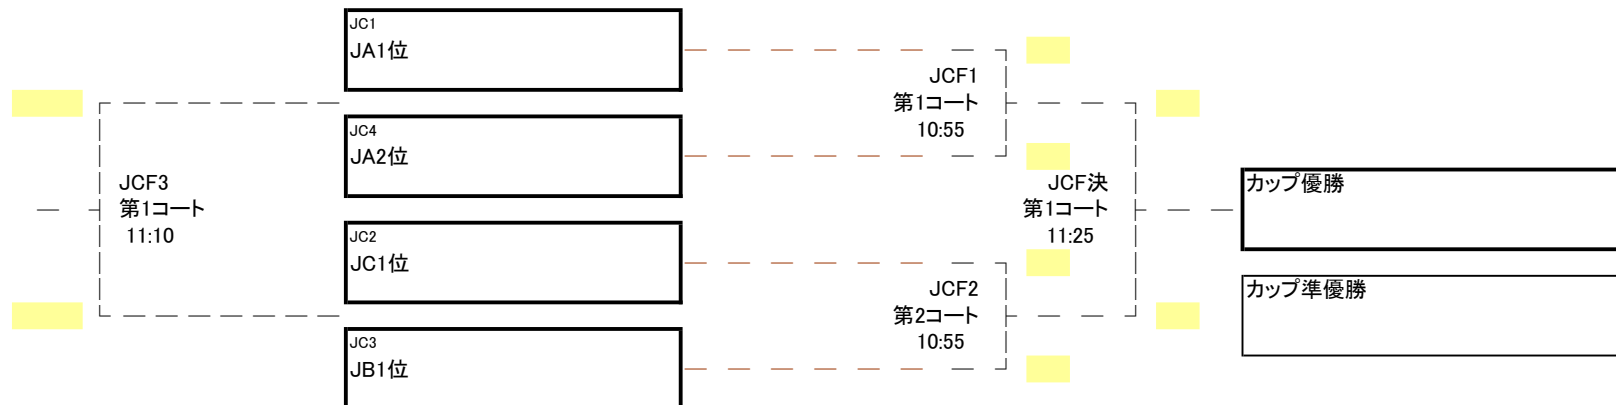 JC1
JA1位
JCF1
第1コート
10:55
JC4
JA2位
JCF3
第1コート
11:10
JCF決
第1コート
11:25
カップ優勝
JC2
JC1位
カップ準優勝
JCF2
第2コート
10:55
JC3
JB1位